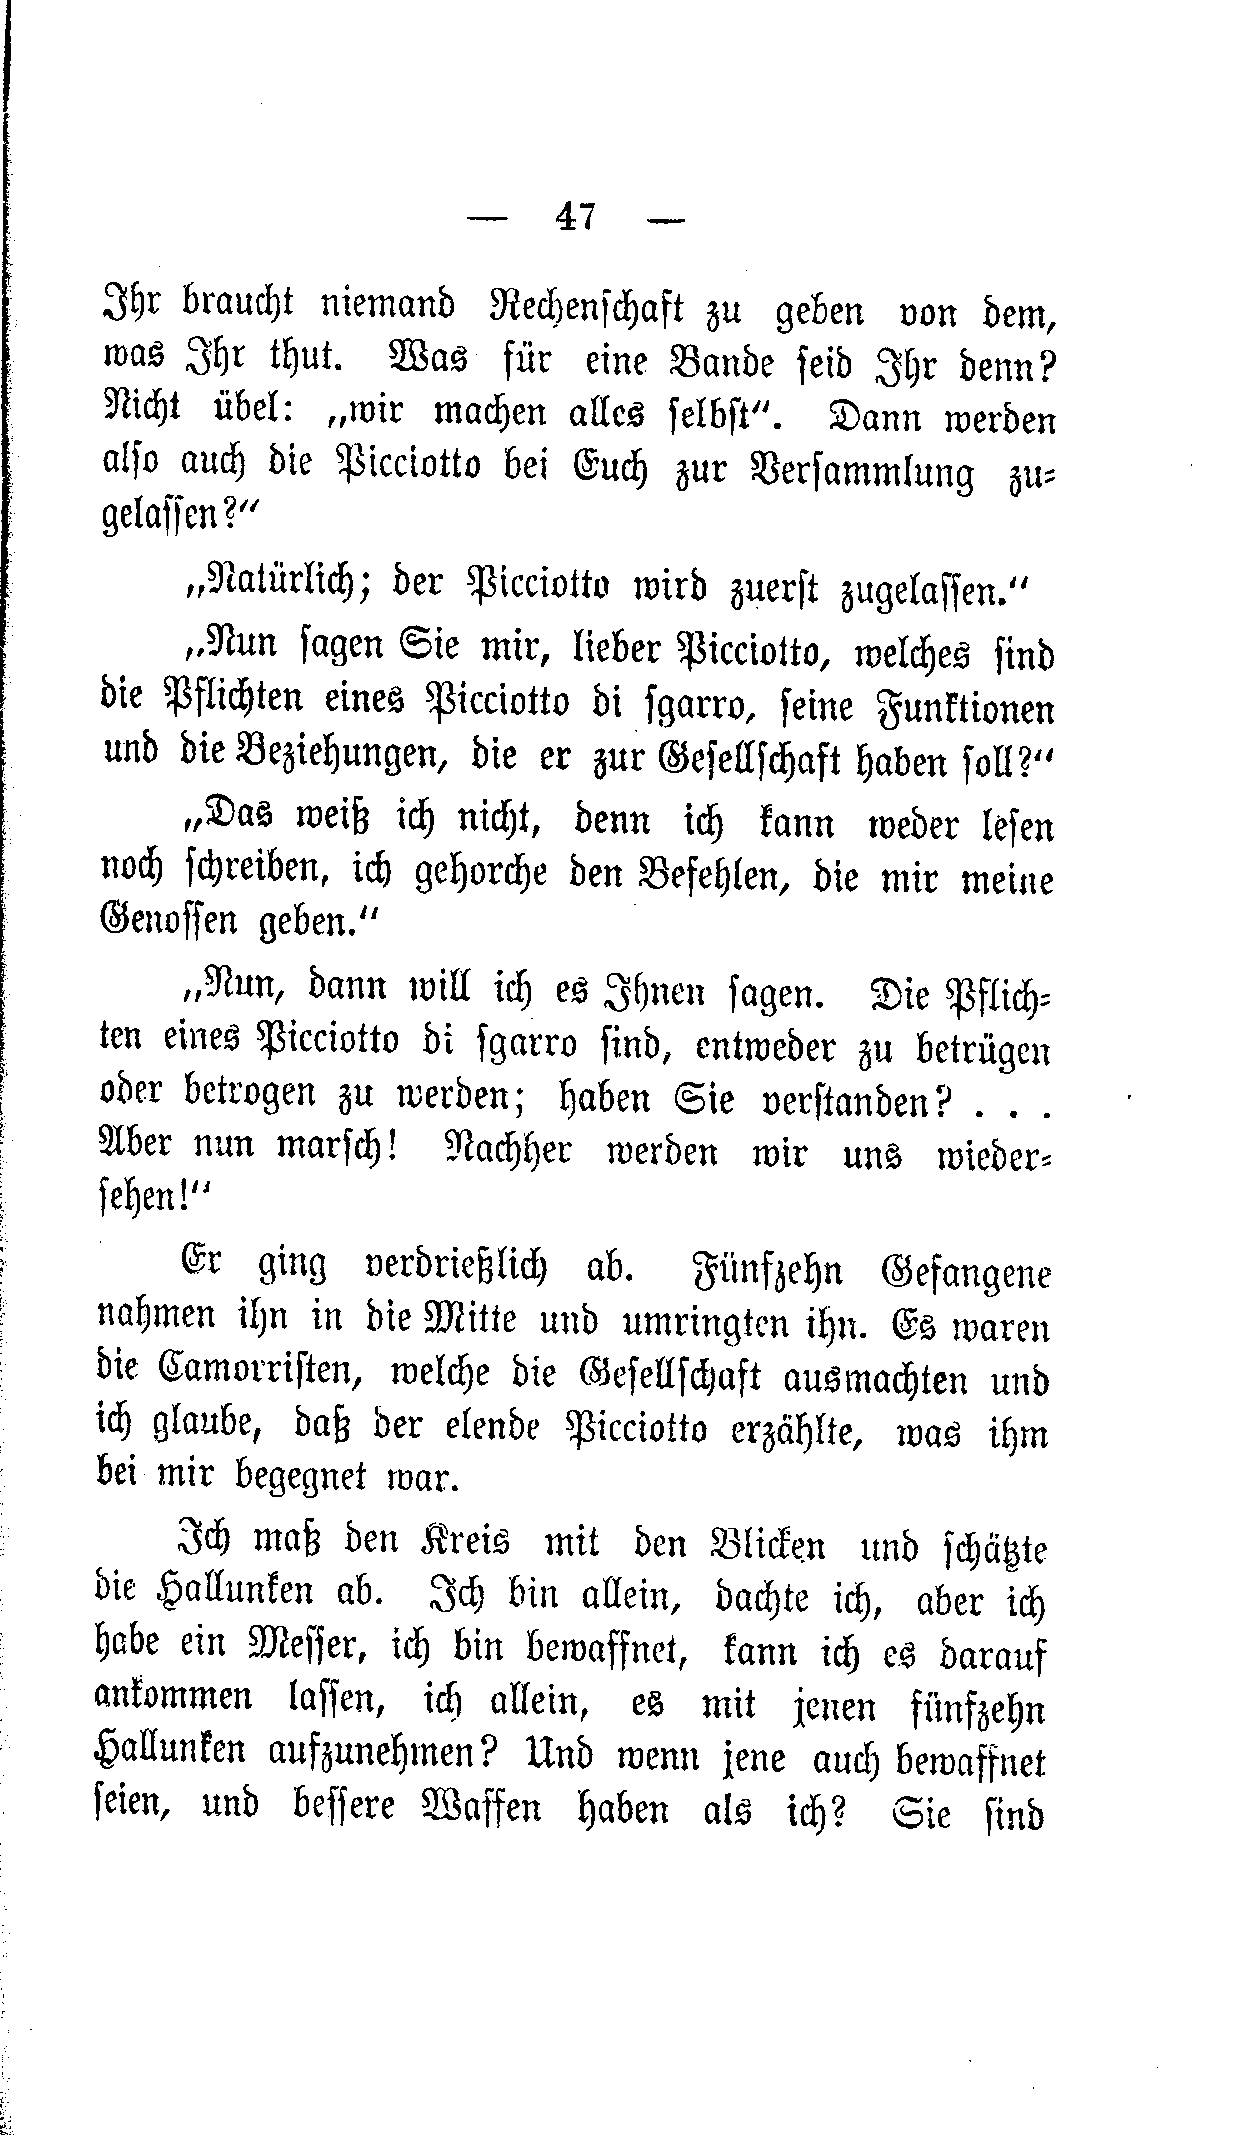 — 47 —
Ihr braucht niemand Rechenschaft zu geben von dem,
was Ihr thut. Was für eine Bande seid Ihr denn?
Nicht übel: „wir machen alles selbst“. Dann werden
also auch die Picciotto bei Euch zur Versammlung zu-
gelassen?“
„Natürlich; der Picciotto wird zuerst zugelassen.“
„Nun sagen Sie mir, lieber Picciotto, welches sind
die Pflichten eines Picciotto di sgarro, seine Funktionen
und die Beziehungen, die er zur Gesellschaft haben soll?“
„Das weiß ich nicht, denn ich kann weder lesen
noch schreiben, ich gehorche den Befehlen, die mir meine
Genossen geben.“
„Nun, dann will ich es Ihnen sagen. Die Pflich-
ten eines Picciotto di sgarro sind, entweder zu betrügen
oder betrogen zu werden; haben Sie verstanden? . . .
Aber nun marsch! Nachher werden wir uns wieder-
sehen!“
Er ging verdrießlich ab. Fünfzehn Gefangene
nahmen ihn in die Mitte und umringten ihn. Es waren
die Camorristen, welche die Gesellschaft ausmachten und
ich glaube, daß der elende Picciotto erzählte, was ihm
bei mir begegnet war.
Ich maß den Kreis mit den Blicken und schätzte
die Hallunken ab. Ich bin allein, dachte ich, aber ich
habe ein Messer, ich bin bewaffnet, kann ich es darauf
ankommen lassen, ich allein, es mit jenen fünfzehn
Hallunken aufzunehmen? Und wenn jene auch bewaffnet
seien, und bessere Waffen haben als ich? Sie sind